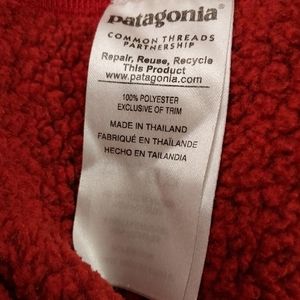 patagonia®
COMMON THREADS
PARTNERSHIP
Repair, Reuse, Recycle
This Product
www.patagonia.com
100% POLYESTER
EXCLUSIVE OF TRIM
MADE IN THAILAND
FABRIQUÉ EN THAÏLANDE
HECHO EN TAILANDIA